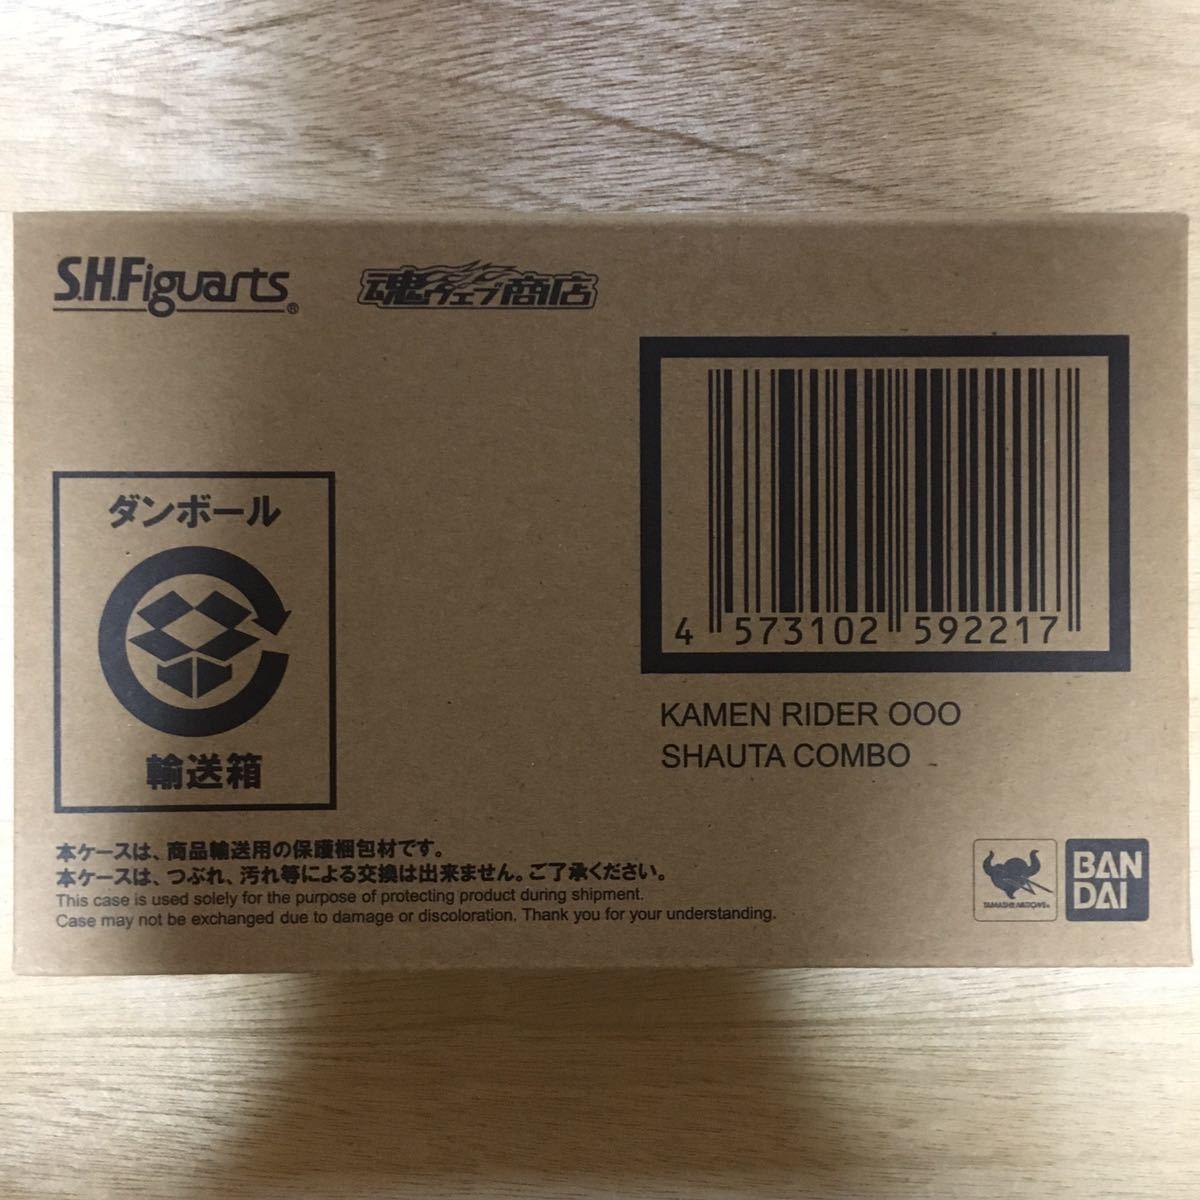 S.H.Figuarts®
魂ウェブ商店
4 573102 592217
KAMEN RIDER OOO
SHAUTA COMBO
ダンボール
輸送箱
本ケースは、商品輸送用の保護梱包材です。
本ケースは、つぶれ、汚れ等による交換は出来ません。ご了承ください。
This case is used solely for the purpose of protecting product during shipment.
Case may not be exchanged due to damage or discoloration. Thank you for your understanding.
TAMASHII NATIONS
BAN
DAI